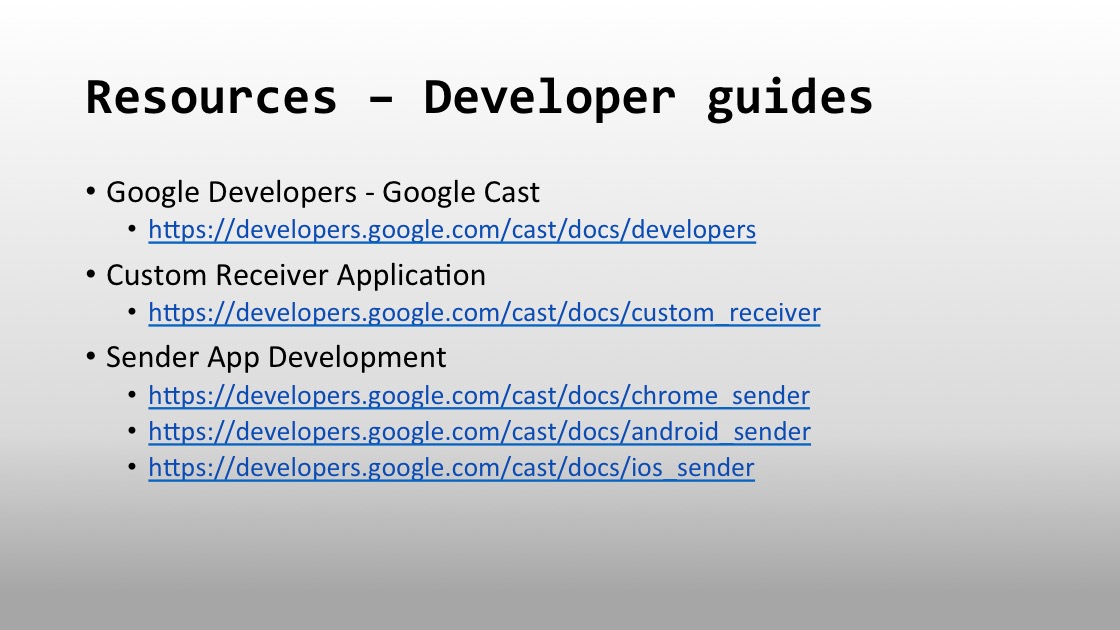 Resources – Developer guides
• Google Developers - Google Cast
• https://developers.google.com/cast/docs/developers
• Custom Receiver Application
• https://developers.google.com/cast/docs/custom_receiver
• Sender App Development
• https://developers.google.com/cast/docs/chrome_sender
• https://developers.google.com/cast/docs/android_sender
• https://developers.google.com/cast/docs/ios_sender